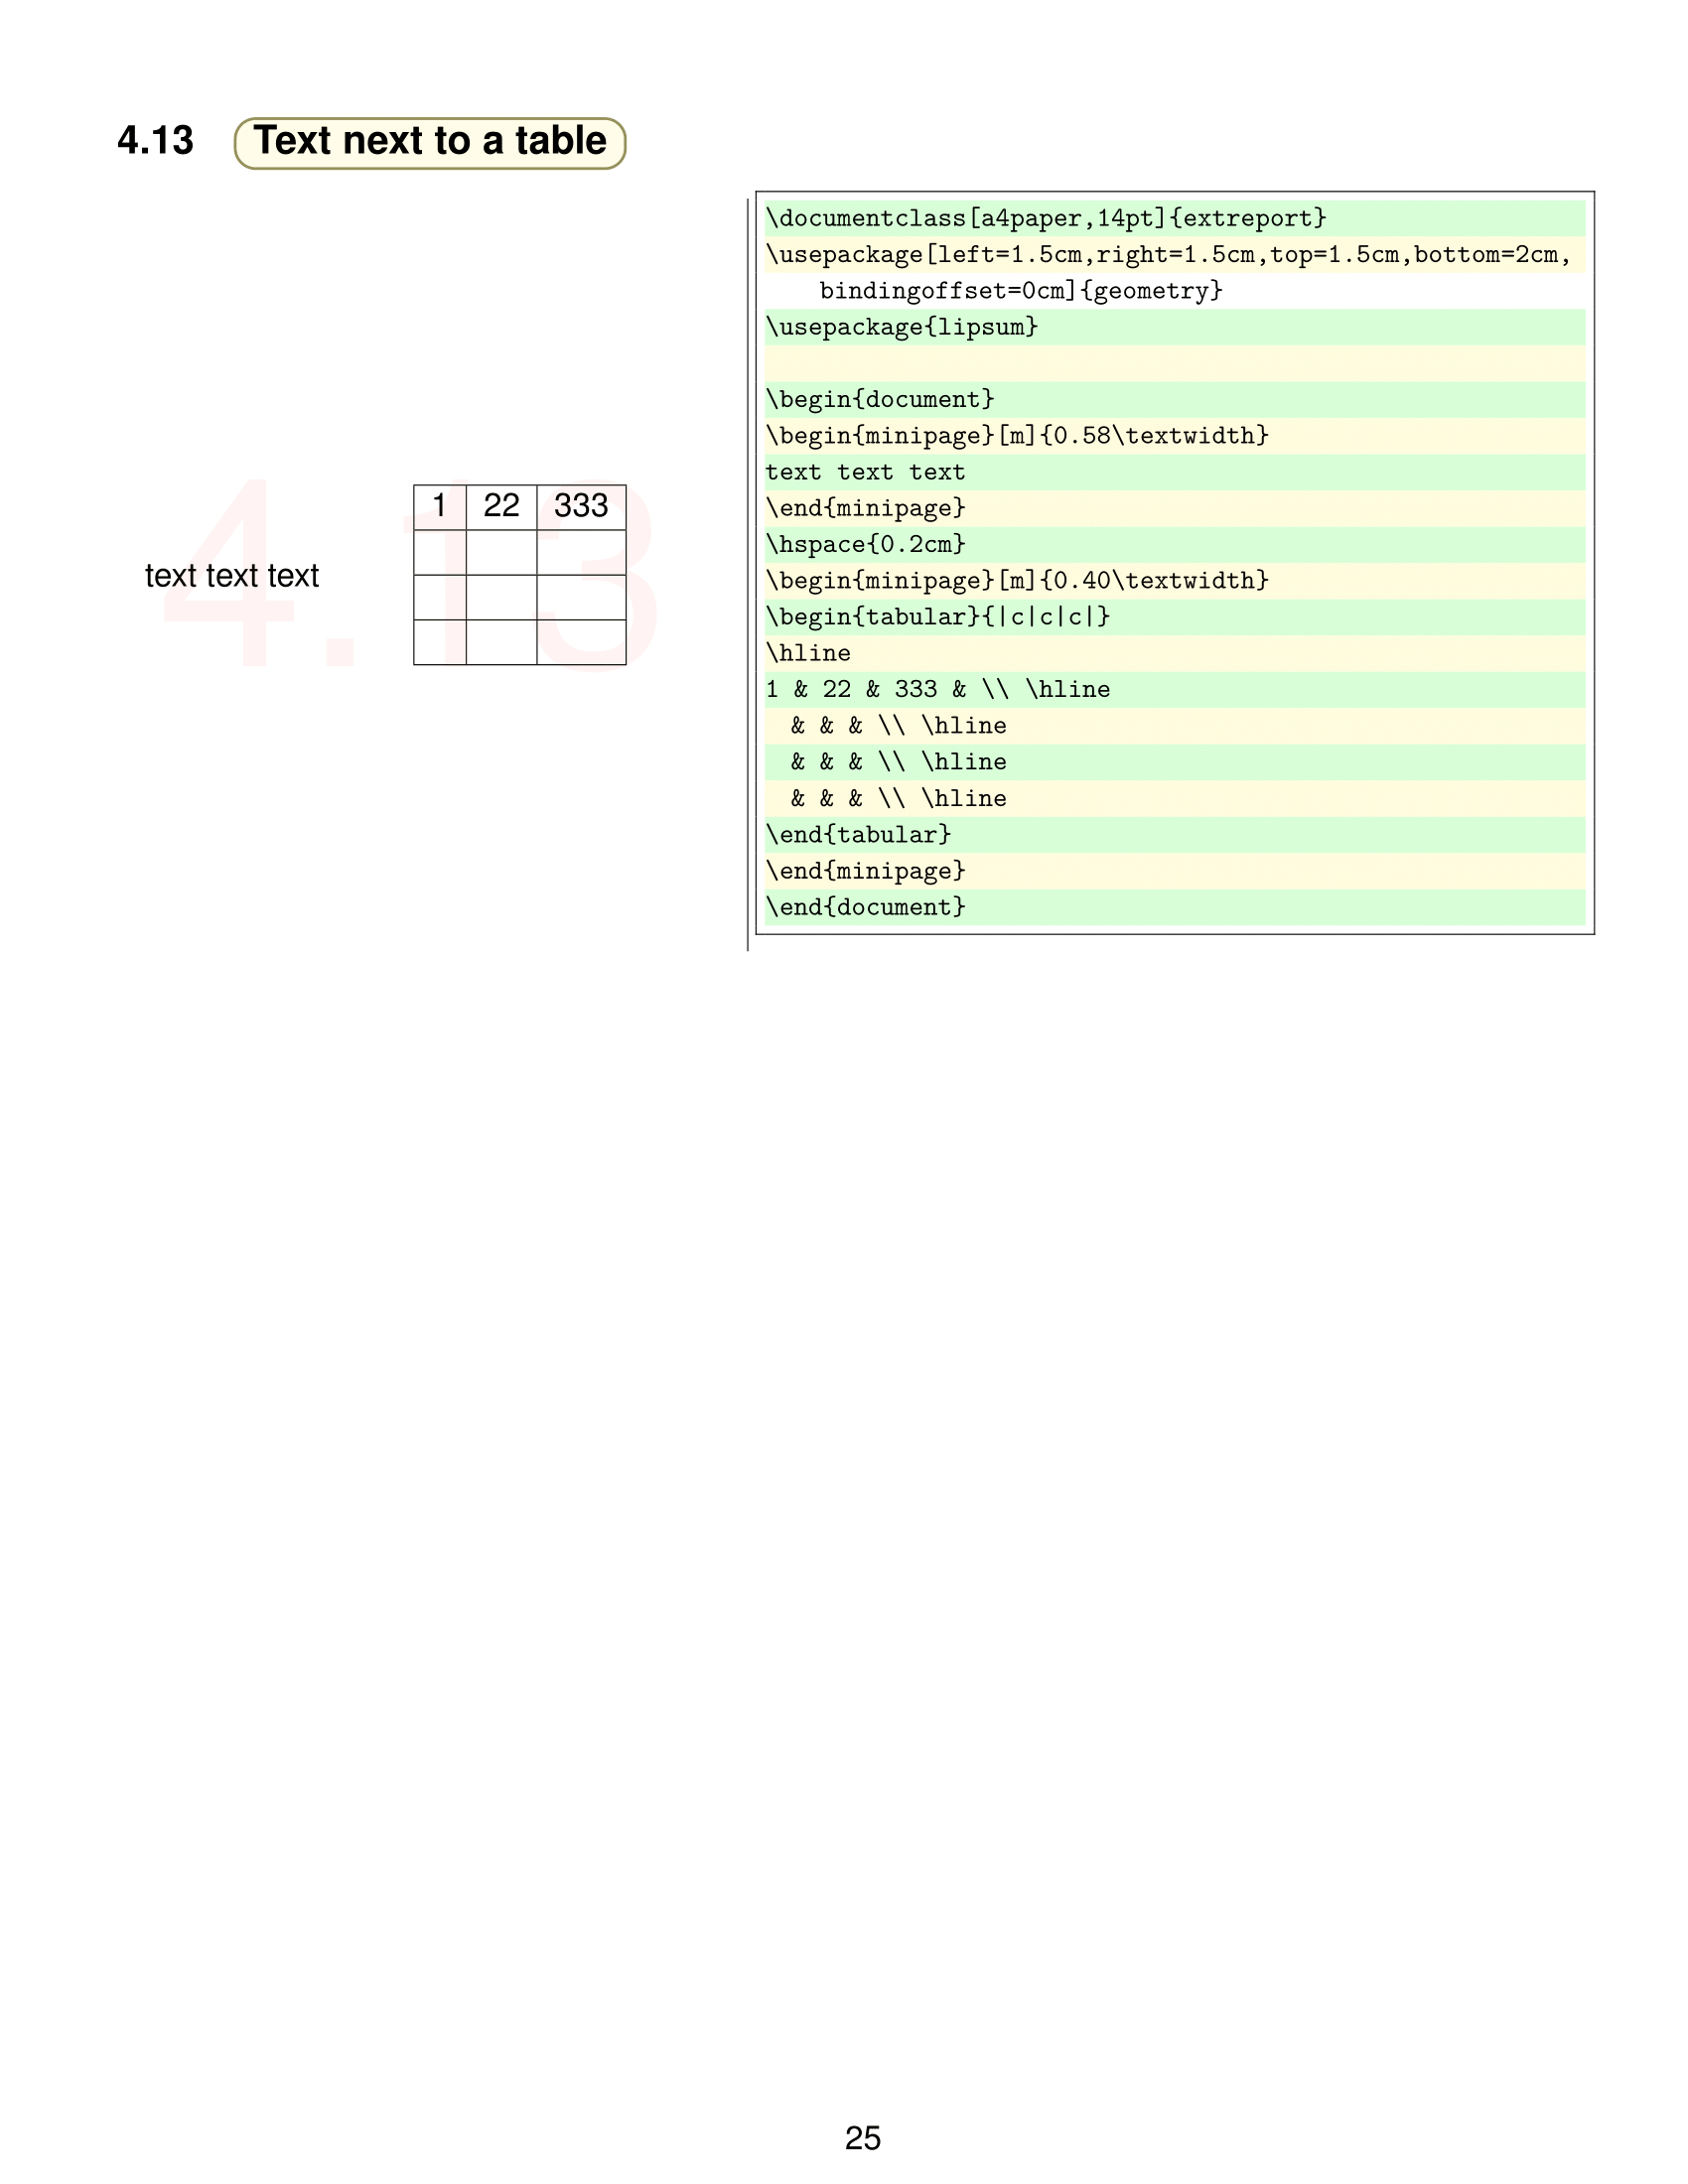 4.13 Text next to a table
4.13
text text text
1 22 333
\documentclass[a4paper,14pt]{extreport}
\usepackage[left=1.5cm,right=1.5cm,top=1.5cm,bottom=2cm,
bindingoffset=0cm]{geometry}
\usepackage{lipsum}
\begin{document}
\begin{minipage}[m]{0.58\textwidth}
text text text
\end{minipage}
\hspace{0.2cm}
\begin{minipage}[m]{0.40\textwidth}
\begin{tabular}{|c|c|c|}
\hline
1 & 22 & 333 & \\ \hline
& & & \\ \hline
& & & \\ \hline
& & & \\ \hline
\end{tabular}
\end{minipage}
\end{document}
25